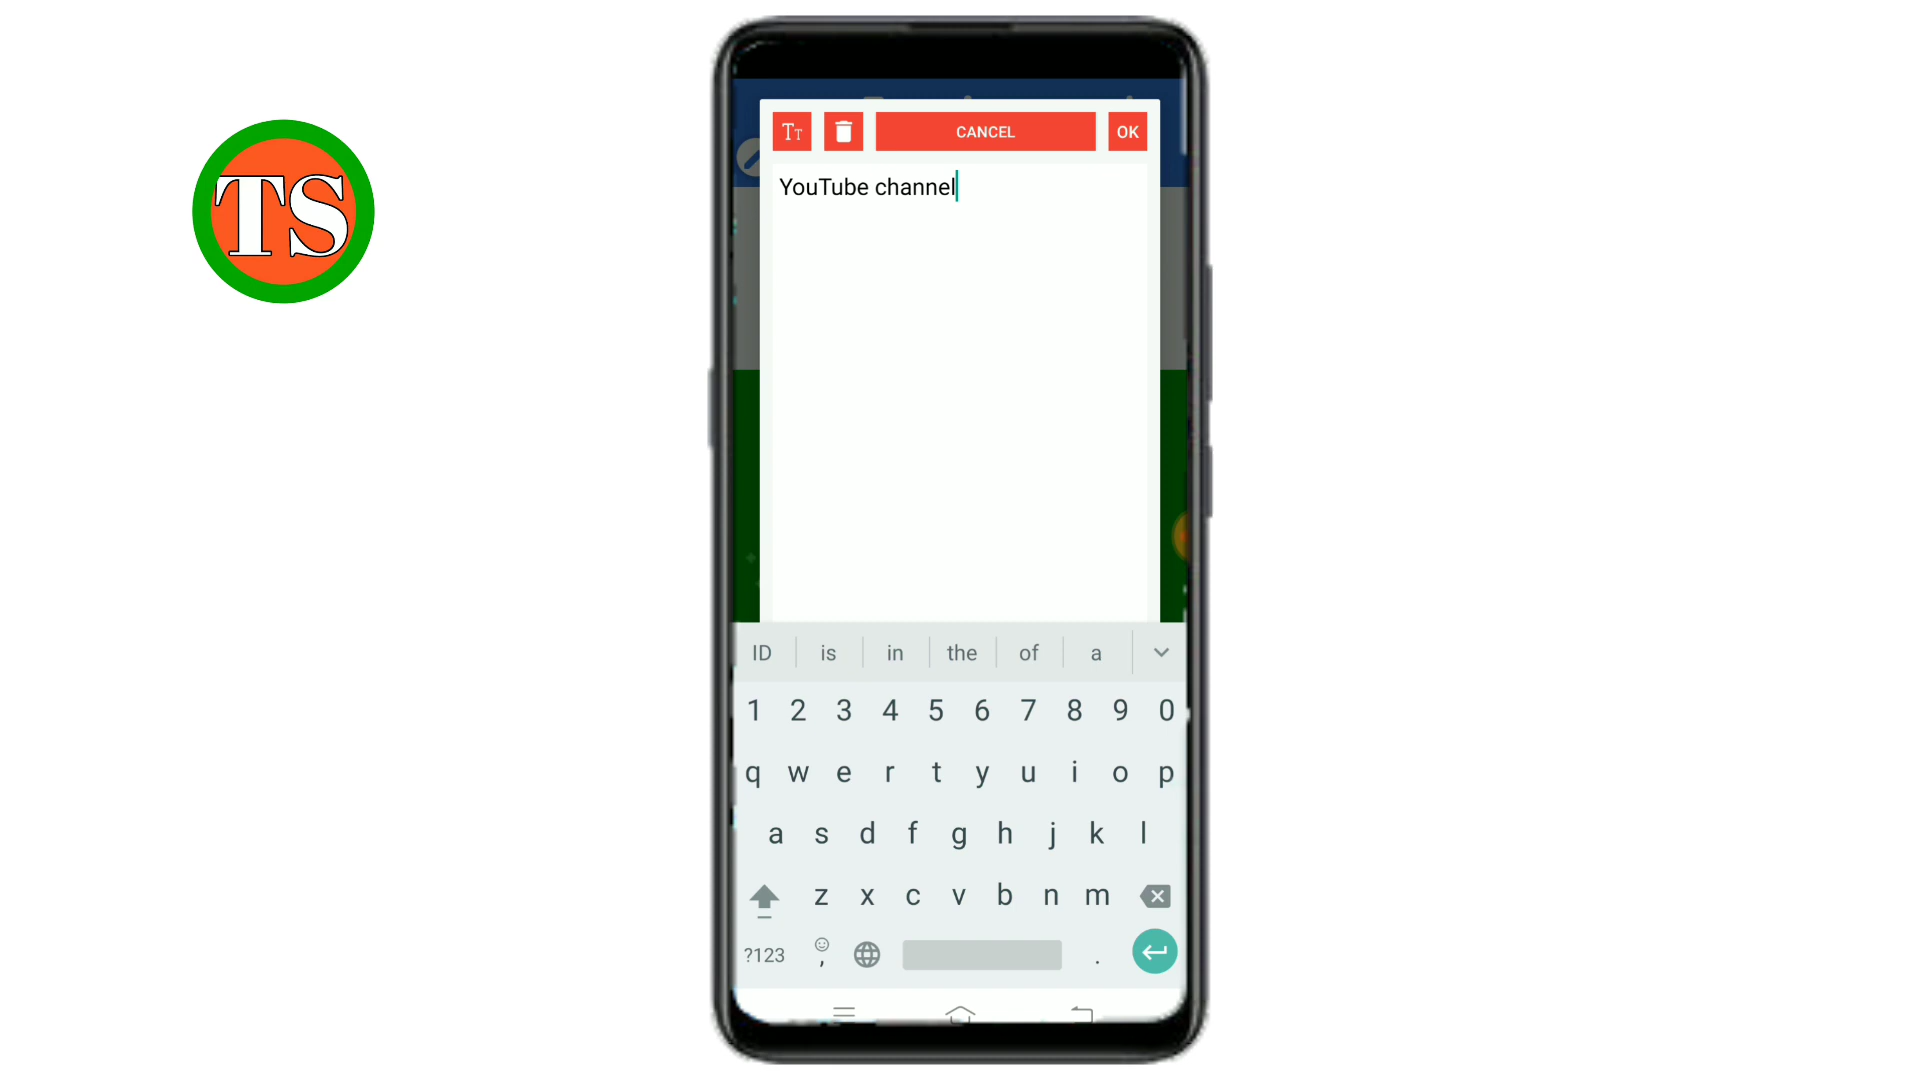 TS
TT CANCEL OK
YouTube channel
ID is in the of a
1 2 3 4 5 6 7 8 9 0
q w e r t y u i o p
a s d f g h j k l
z x c v b n m
?123 , .